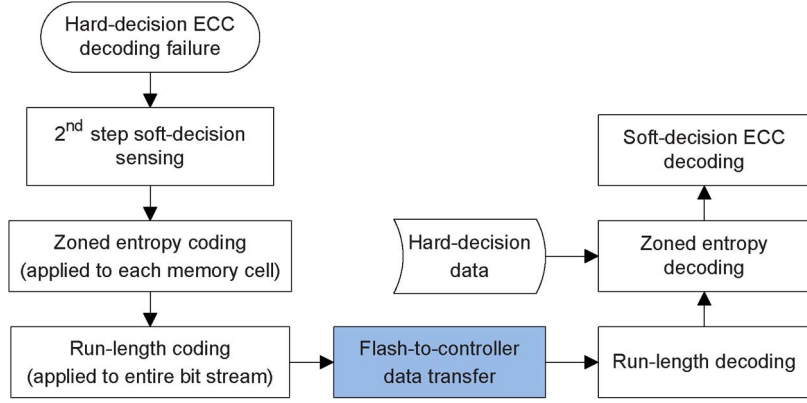 Hard-decision ECC
decoding failure
2nd step soft-decision
sensing
Zoned entropy coding
(applied to each memory cell)
Run-length coding
(applied to entire bit stream)
Flash-to-controller
data transfer
Run-length decoding
Hard-decision
data
Zoned entropy
decoding
Soft-decision ECC
decoding